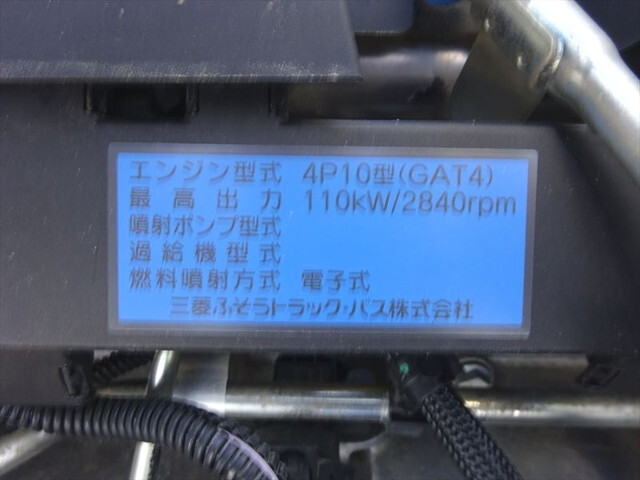 エンジン型式 4P10型(GAT4)
最高出力 110kW/2840rpm
噴射ポンプ型式
過給機型式
燃料噴射方式 電子式
三菱ふそうトラック・バス株式会社